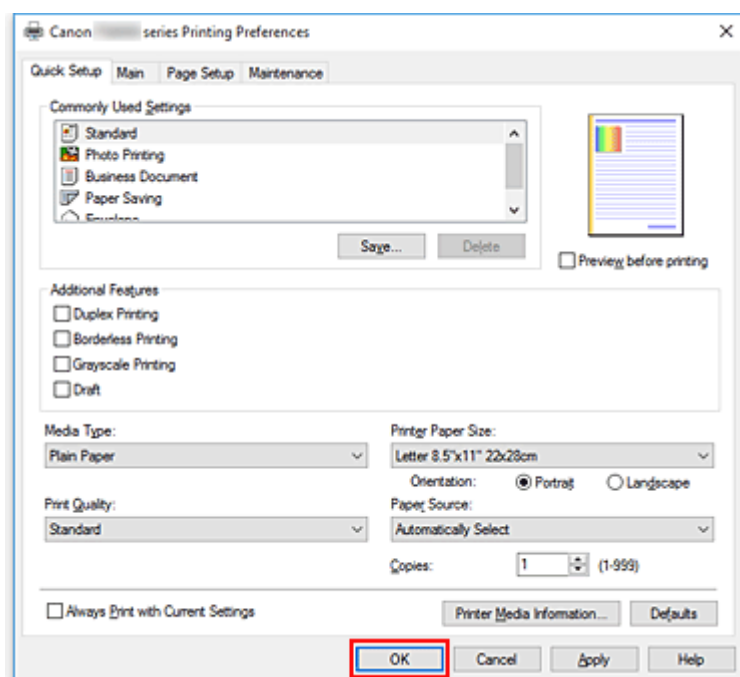 Canon series Printing Preferences
Quick Setup Main Page Setup Maintenance
Commonly Used Settings
Standard
Photo Printing
Business Document
Paper Saving
Envelope
Save... Delete
Preview before printing
Additional Features
Duplex Printing
Borderless Printing
Grayscale Printing
Draft
Media Type: Printer Paper Size:
Plain Paper Letter 8.5"x11" 22x28cm
Orientation: Portrait Landscape
Print Quality: Paper Source:
Standard Automatically Select
Copies: 1 (1-999)
Always Print with Current Settings Printer Media Information... Defaults
OK Cancel Apply Help